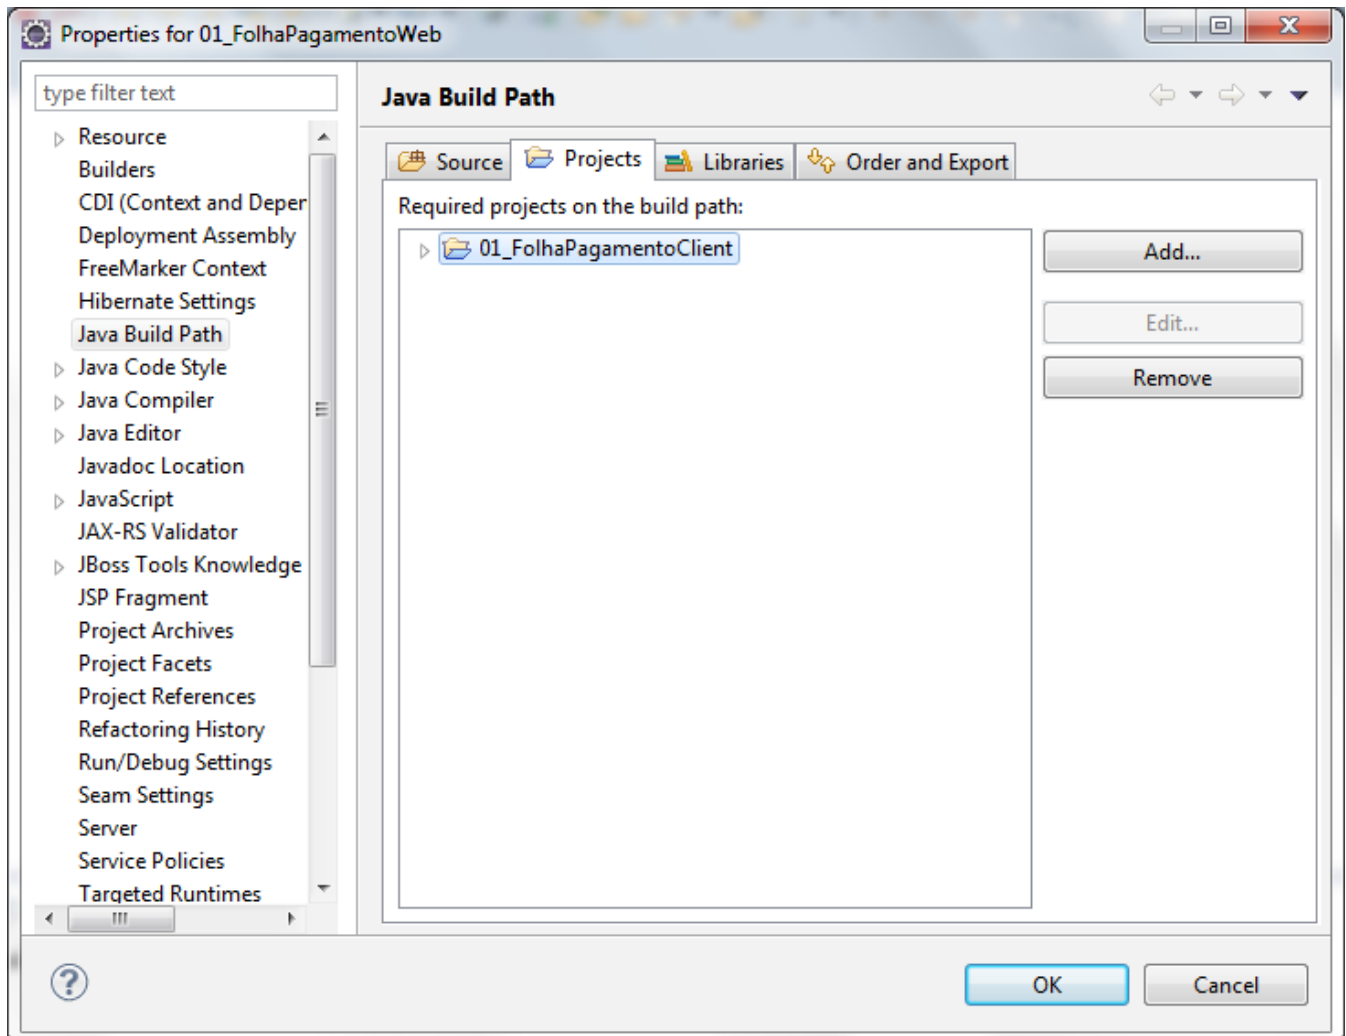 Properties for 01_FolhaPagamentoWeb
type filter text
Resource
Builders
CDI (Context and Deper
Deployment Assembly
FreeMarker Context
Hibernate Settings
Java Build Path
Java Code Style
Java Compiler
Java Editor
Javadoc Location
JavaScript
JAX-RS Validator
JBoss Tools Knowledge
JSP Fragment
Project Archives
Project Facets
Project References
Refactoring History
Run/Debug Settings
Seam Settings
Server
Service Policies
Targeted Runtimes
Java Build Path
Source Projects Libraries Order and Export
Required projects on the build path:
01_FolhaPagamentoClient
Add...
Edit...
Remove
OK Cancel